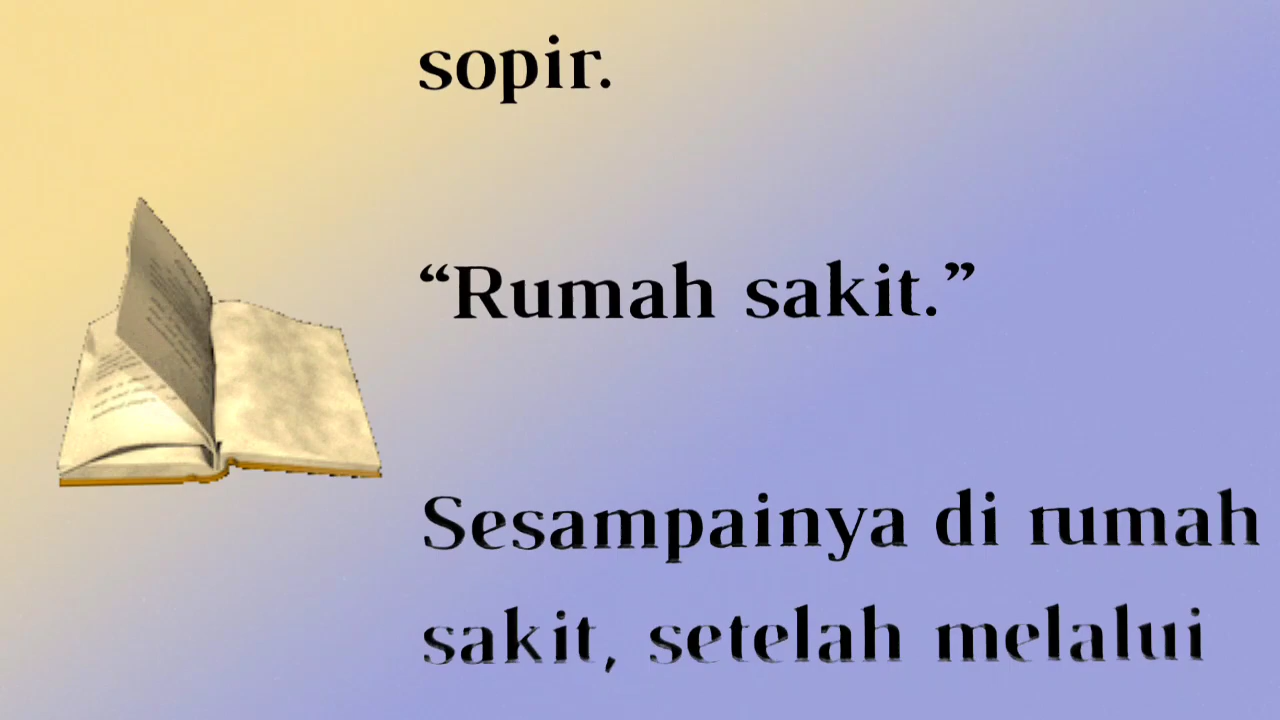 sopir.
“Rumah sakit.”
Sesampainya di rumah
sakit, setelah melalui